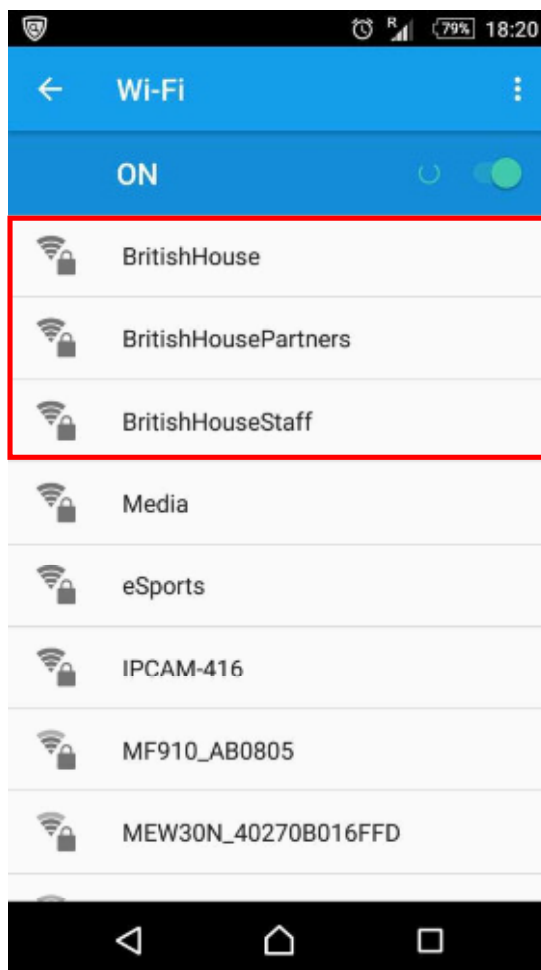 R 79% 18:20
Wi-Fi
ON
BritishHouse
BritishHousePartners
BritishHouseStaff
Media
eSports
IPCAM-416
MF910_AB0805
MEW30N_40270B016FFD